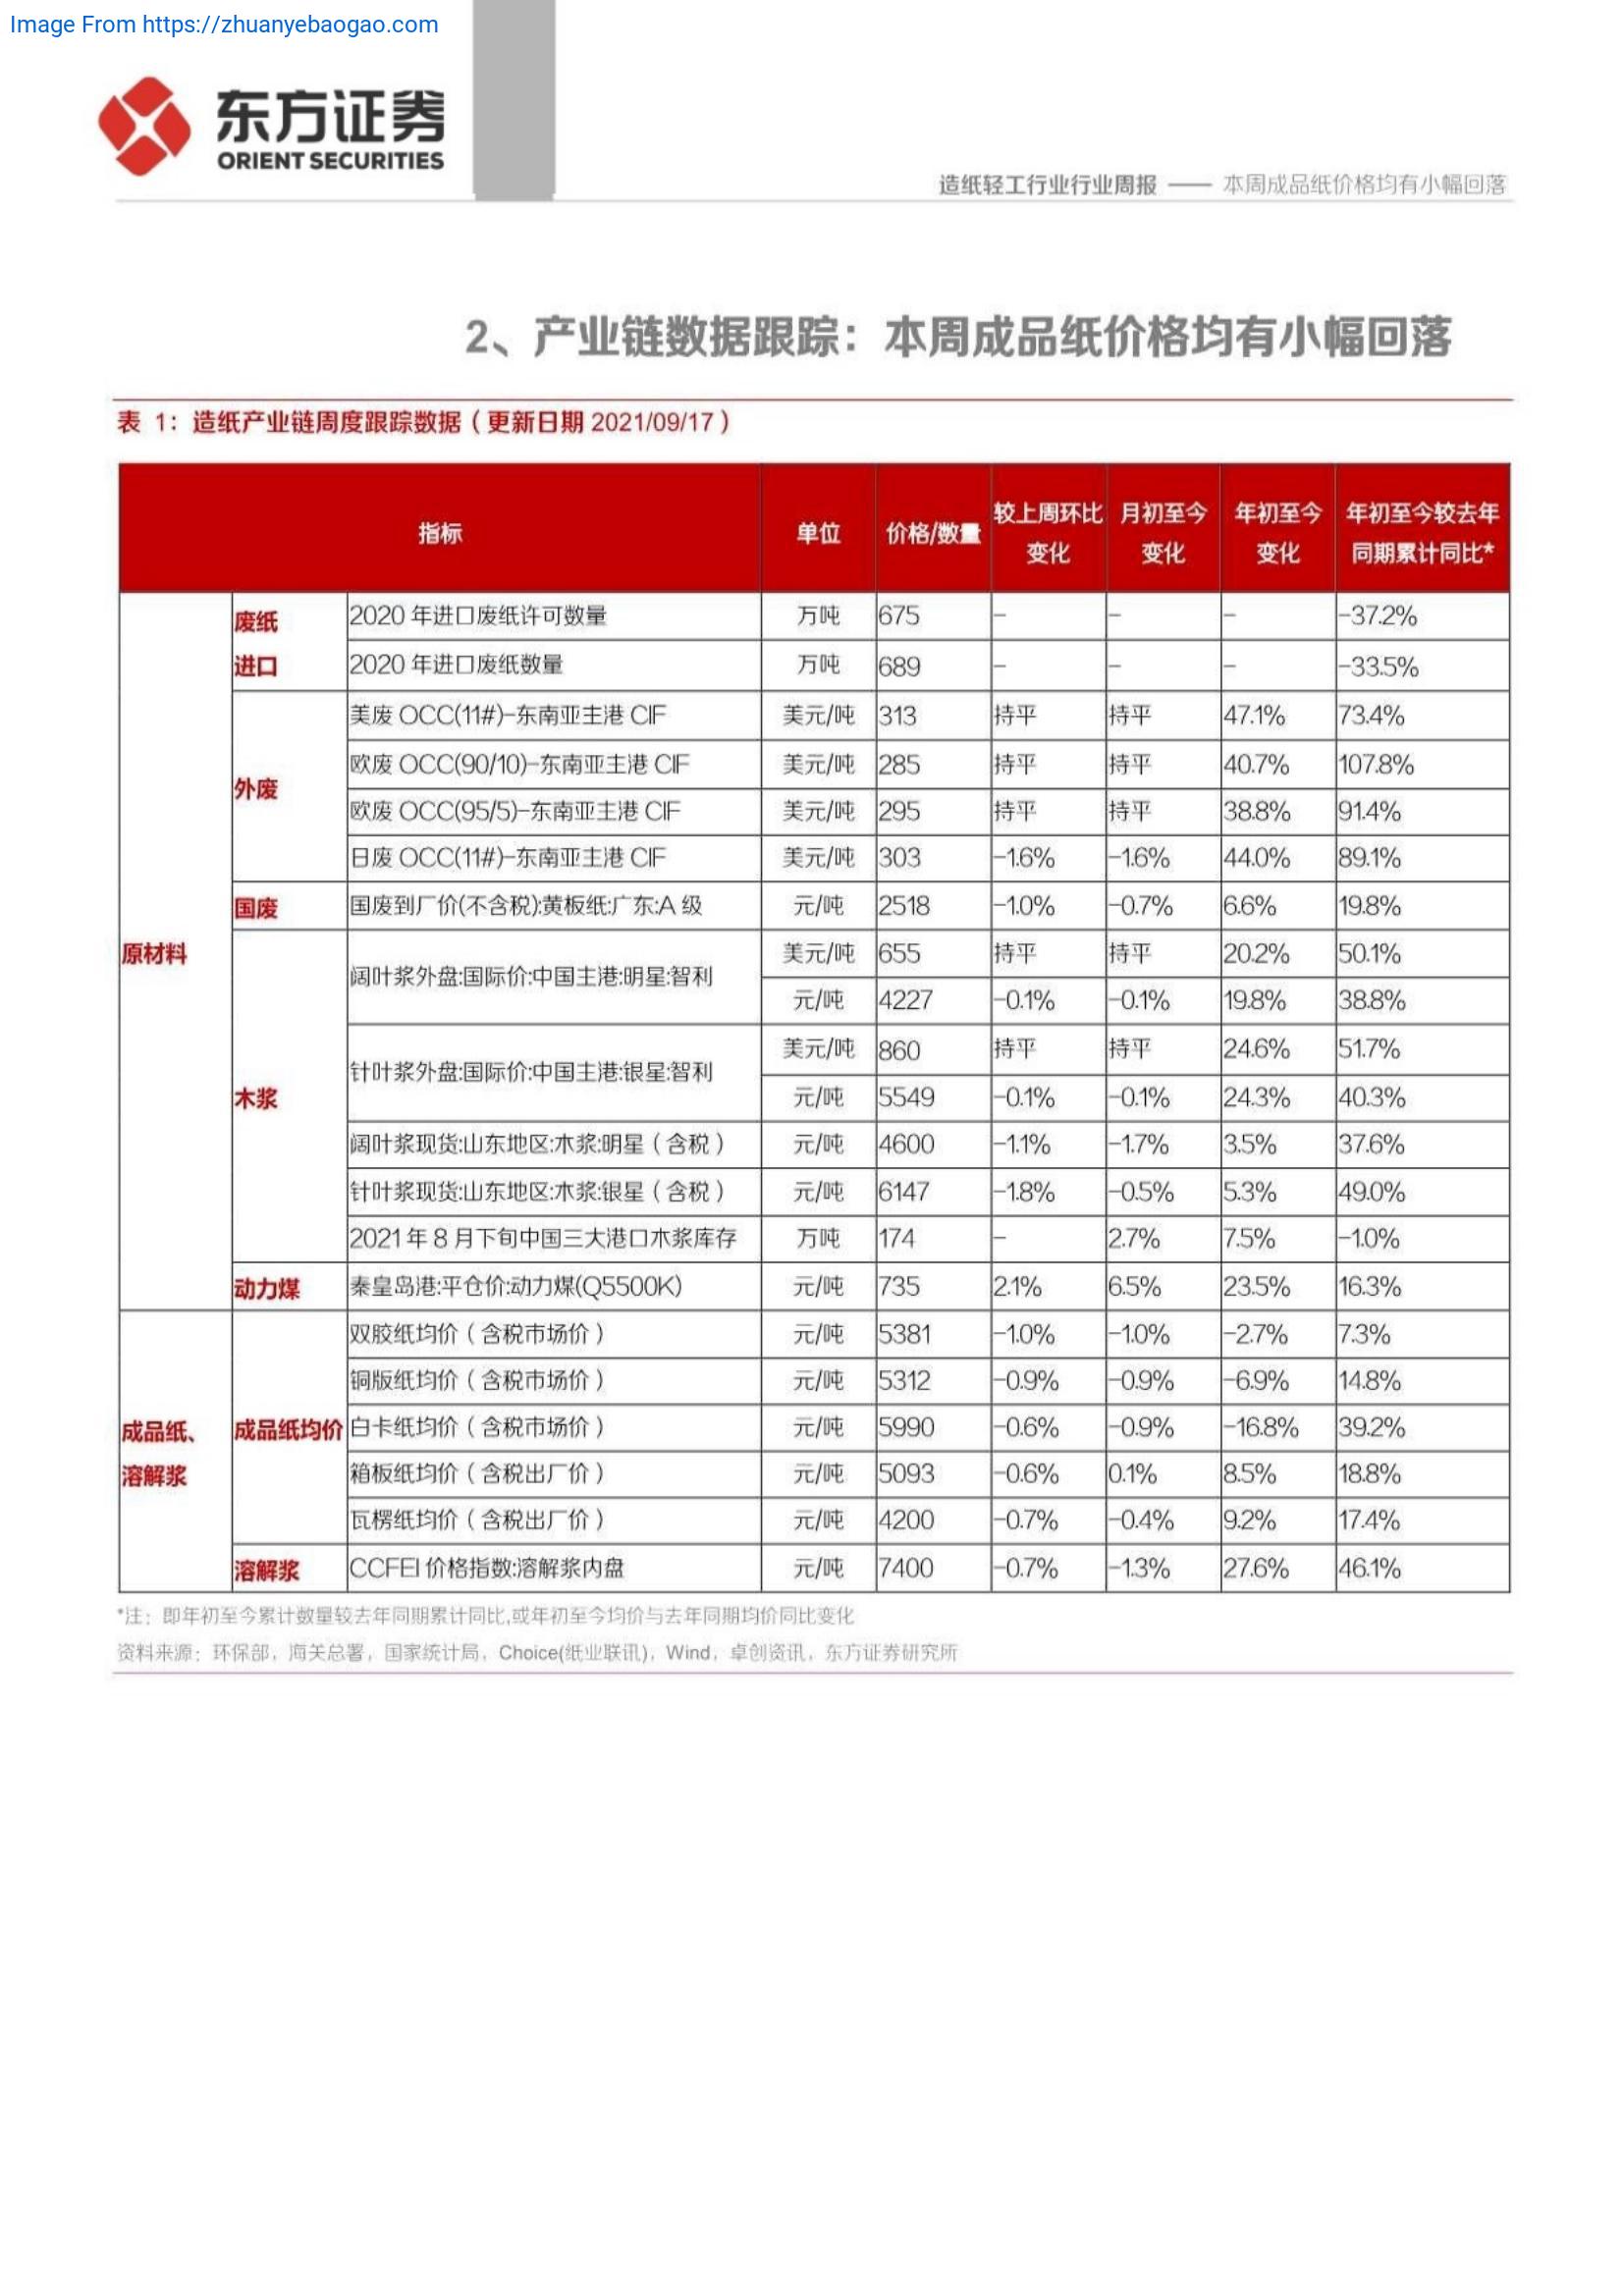 Image From https://zhuanyebaogao.com
东方证券
ORIENT SECURITIES
造纸轻工行业行业周报 —— 本周成品纸价格均有小幅回落
2、产业链数据跟踪：本周成品纸价格均有小幅回落
表 1：造纸产业链周度跟踪数据（更新日期 2021/09/17）
指标 单位 价格/数量 较上周环比变化 月初至今变化 年初至今变化 年初至今较去年同期累计同比*
原材料
废纸进口
2020 年进口废纸许可数量 万吨 675 – – – -37.2%
2020 年进口废纸数量 万吨 689 – – – -33.5%
外废
美废 OCC(11#)-东南亚主港 CIF 美元/吨 313 持平 持平 47.1% 73.4%
欧废 OCC(90/10)-东南亚主港 CIF 美元/吨 285 持平 持平 40.7% 107.8%
欧废 OCC(95/5)-东南亚主港 CIF 美元/吨 295 持平 持平 38.8% 91.4%
日废 OCC(11#)-东南亚主港 CIF 美元/吨 303 -1.6% -1.6% 44.0% 89.1%
国废 国废到厂价(不含税):黄板纸:广东:A 级 元/吨 2518 -1.0% -0.7% 6.6% 19.8%
木浆
阔叶浆外盘:国际价:中国主港:明星:智利 美元/吨 655 持平 持平 20.2% 50.1%
元/吨 4227 -0.1% -0.1% 19.8% 38.8%
针叶浆外盘:国际价:中国主港:银星:智利 美元/吨 860 持平 持平 24.6% 51.7%
元/吨 5549 -0.1% -0.1% 24.3% 40.3%
阔叶浆现货:山东地区:木浆:明星（含税） 元/吨 4600 -1.1% -1.7% 3.5% 37.6%
针叶浆现货:山东地区:木浆:银星（含税） 元/吨 6147 -1.8% -0.5% 5.3% 49.0%
2021 年 8 月下旬中国三大港口木浆库存 万吨 174 – 2.7% 7.5% -1.0%
动力煤 秦皇岛港:平仓价:动力煤(Q5500K) 元/吨 735 2.1% 6.5% 23.5% 16.3%
成品纸、溶解浆
成品纸均价
双胶纸均价（含税市场价） 元/吨 5381 -1.0% -1.0% -2.7% 7.3%
铜版纸均价（含税市场价） 元/吨 5312 -0.9% -0.9% -6.9% 14.8%
白卡纸均价（含税市场价） 元/吨 5990 -0.6% -0.9% -16.8% 39.2%
箱板纸均价（含税出厂价） 元/吨 5093 -0.6% 0.1% 8.5% 18.8%
瓦楞纸均价（含税出厂价） 元/吨 4200 -0.7% -0.4% 9.2% 17.4%
溶解浆 CCFEI 价格指数:溶解浆内盘 元/吨 7400 -0.7% -1.3% 27.6% 46.1%
*注：即年初至今累计数量较去年同期累计同比,或年初至今均价与去年同期均价同比变化
资料来源：环保部，海关总署，国家统计局，Choice(纸业联讯)，Wind，卓创资讯，东方证券研究所